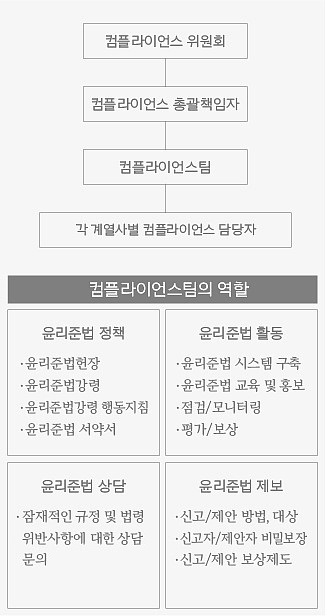 컴플라이언스 위원회
컴플라이언스 총괄책임자
컴플라이언스팀
각 계열사별 컴플라이언스 담당자
컴플라이언스팀의 역할
윤리준법 정책
·윤리준법헌장
·윤리준법강령
·윤리준법강령 행동지침
·윤리준법 서약서
윤리준법 활동
·윤리준법 시스템 구축
·윤리준법 교육 및 홍보
·점검/모니터링
·평가/보상
윤리준법 상담
·잠재적인 규정 및 법령
위반사항에 대한 상담
문의
윤리준법 제보
·신고/제안 방법, 대상
·신고자/제안자 비밀보장
·신고/제안 보상제도